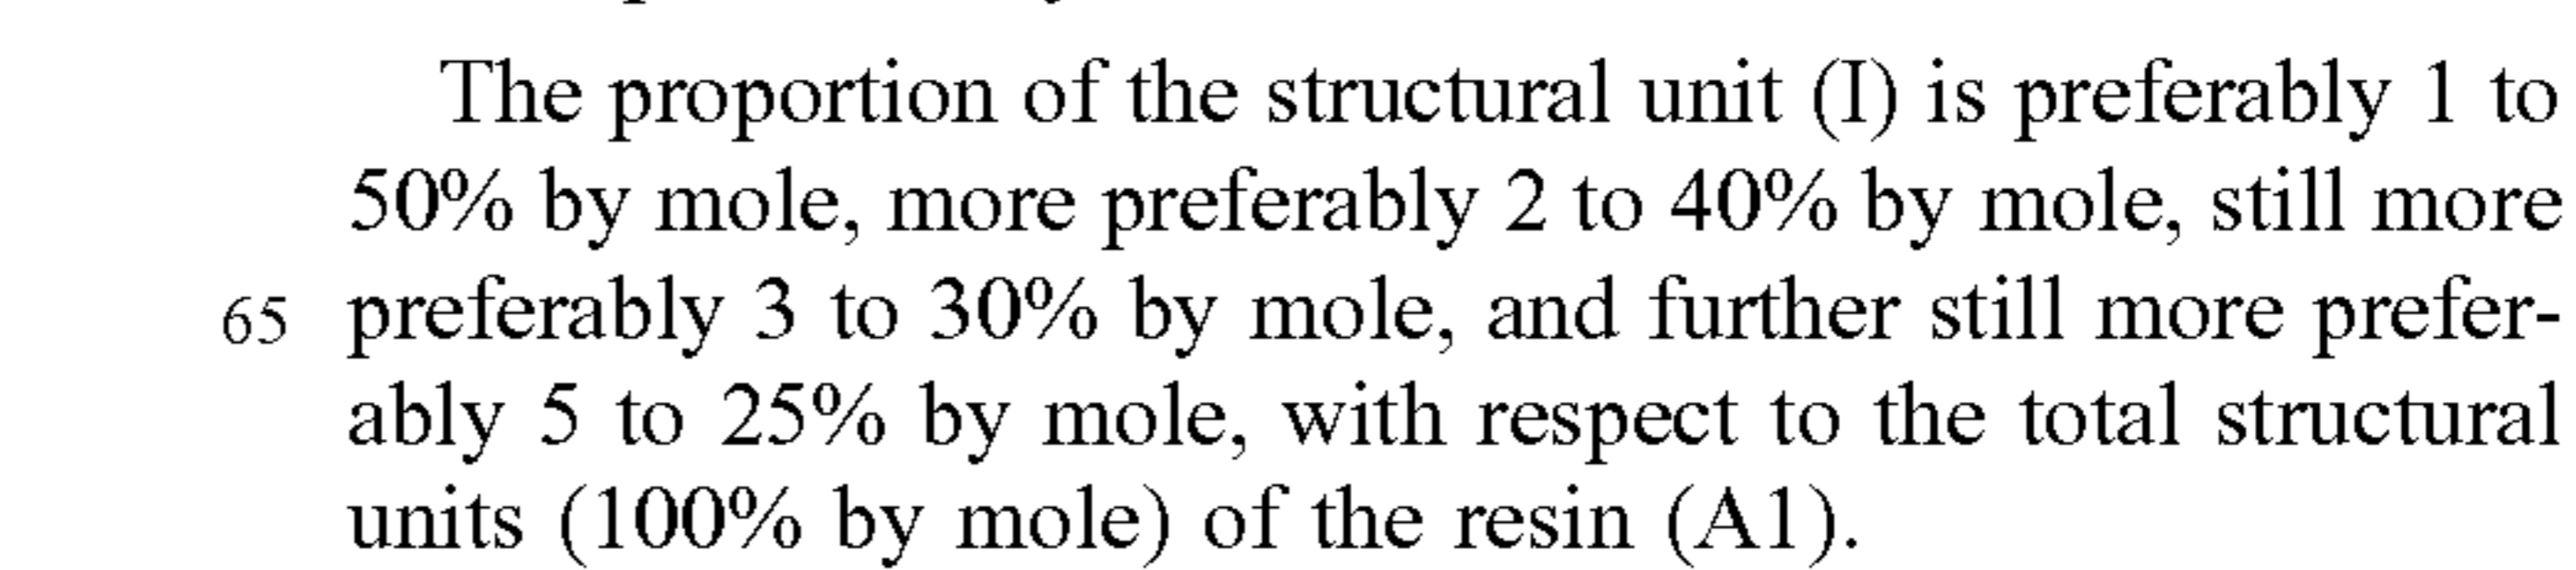 The proportion of the structural unit (I) is preferably 1 to
50% by mole, more preferably 2 to 40% by mole, still more
65 preferably 3 to 30% by mole, and further still more prefer-
ably 5 to 25% by mole, with respect to the total structural
units (100% by mole) of the resin (A1).